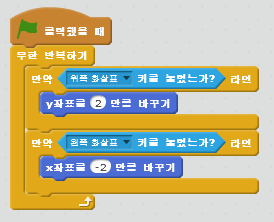 클릭했을 때
무한 반복하기
만약 위쪽 화살표 키를 눌렀는가? 라면
y좌표를 2 만큼 바꾸기
만약 왼쪽 화살표 키를 눌렀는가? 라면
x좌표를 -2 만큼 바꾸기